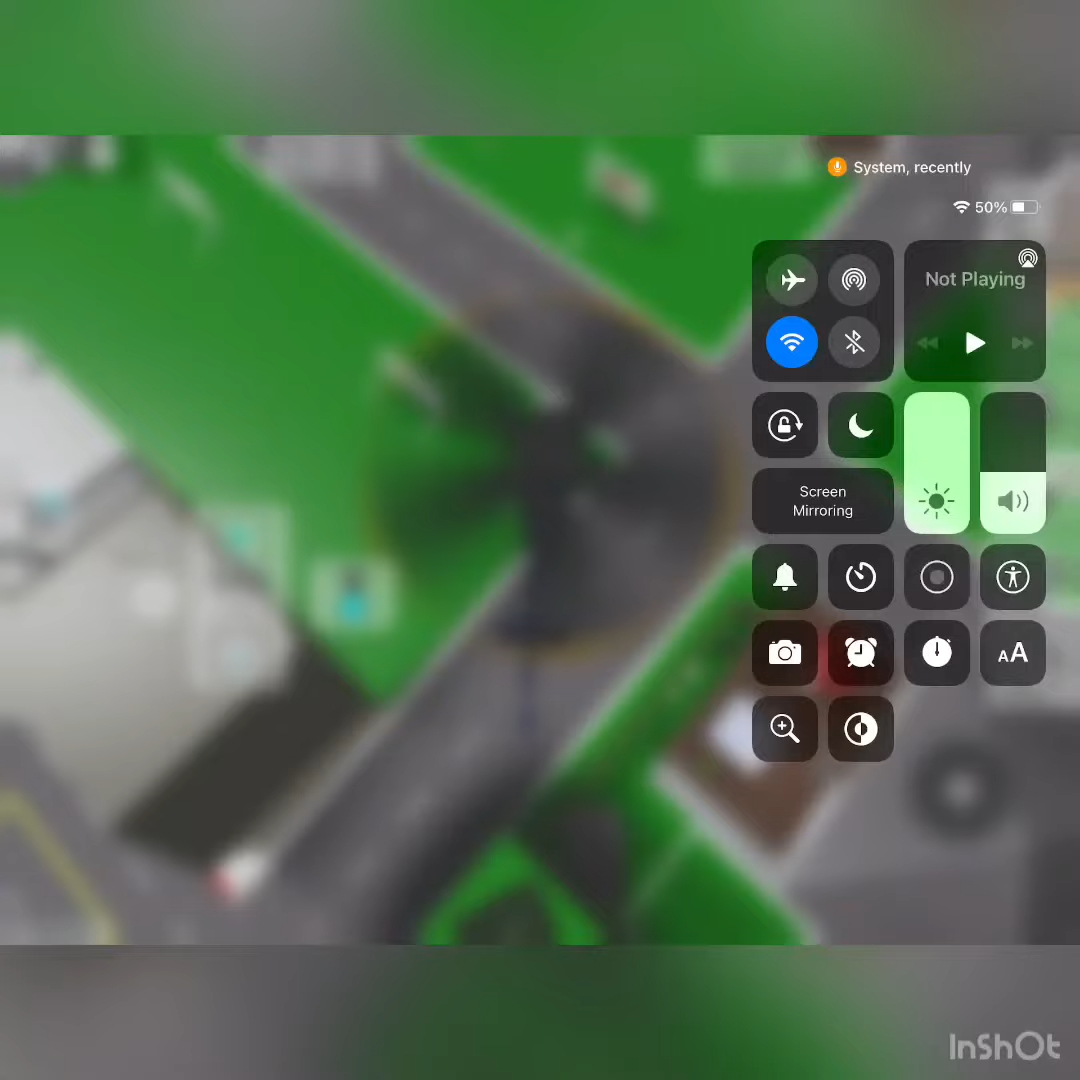 System, recently
50%
Not Playing
Screen
Mirroring
AA
InShOt